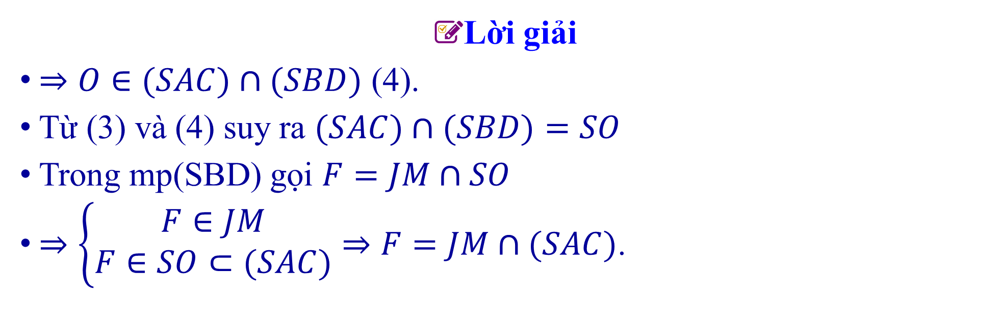 Lời giải
• ⇒ O ∈ (SAC) ∩ (SBD) (4).
• Từ (3) và (4) suy ra (SAC) ∩ (SBD) = SO
• Trong mp(SBD) gọi F = JM ∩ SO
• ⇒ { F ∈ JM
F ∈ SO ⊂ (SAC) ⇒ F = JM ∩ (SAC).